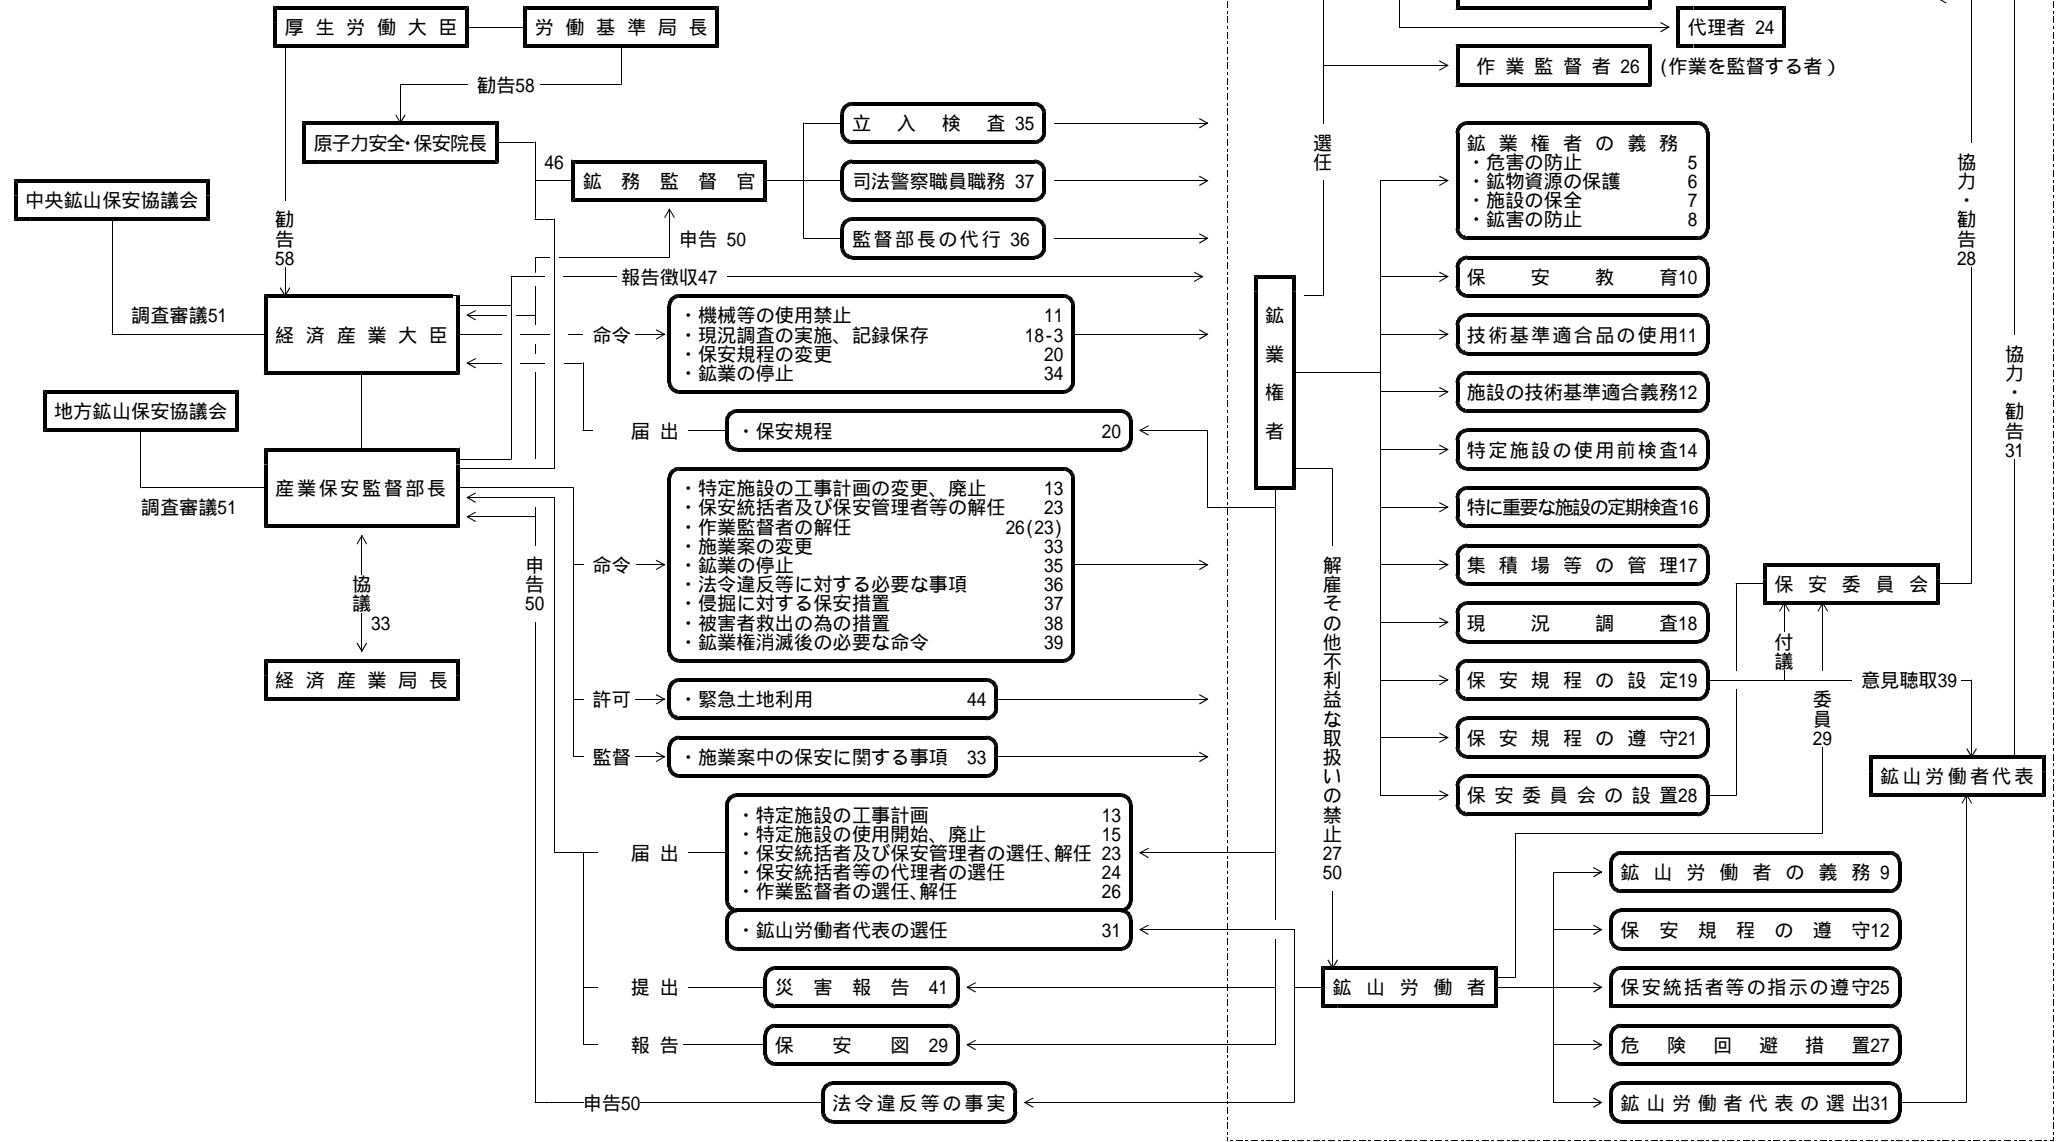 厚生労働大臣
労働基準局長
代理者 24
作業監督者 26 (作業を監督する者)
勧告58
原子力安全・保安院長
46
鉱務監督官
立入検査 35
司法警察職員職務 37
監督部長の代行 36
中央鉱山保安協議会
勧告58
申告 50
報告徴収47
調査審議51
経済産業大臣
命令
・機械等の使用禁止 11
・現況調査の実施、記録保存 18-3
・保安規程の変更 20
・鉱業の停止 34
地方鉱山保安協議会
届出
・保安規程 20
産業保安監督部長
調査審議51
協議
33
経済産業局長
申告50
命令
・特定施設の工事計画の変更、廃止 13
・保安統括者及び保安管理者等の解任 23
・作業監督者の解任 26(23)
・施業案の変更 33
・鉱業の停止 35
・法令違反等に対する必要な事項 36
・侵掘に対する保安措置 37
・被害者救出の為の措置 38
・鉱業権消滅後の必要な命令 39
許可
・緊急土地利用 44
監督
・施業案中の保安に関する事項 33
届出
・特定施設の工事計画 13
・特定施設の使用開始、廃止 15
・保安統括者及び保安管理者の選任、解任 23
・保安統括者等の代理者の選任 24
・作業監督者の選任、解任 26
・鉱山労働者代表の選任 31
提出
災害報告 41
報告
保安図 29
申告50
法令違反等の事実
選任
鉱業権者
解雇その他不利益な取扱いの禁止2750
鉱業権者の義務
・危害の防止 5
・鉱物資源の保護 6
・施設の保全 7
・鉱害の防止 8
保安教育10
技術基準適合品の使用11
施設の技術基準適合義務12
特定施設の使用前検査14
特に重要な施設の定期検査16
集積場等の管理17
現況調査18
保安規程の設定19
保安規程の遵守21
保安委員会の設置28
保安委員会
付議
委員29
意見聴取39
協力・勧告28
協力・勧告31
鉱山労働者代表
鉱山労働者
鉱山労働者の義務 9
保安規程の遵守12
保安統括者等の指示の遵守25
危険回避措置27
鉱山労働者代表の選出31